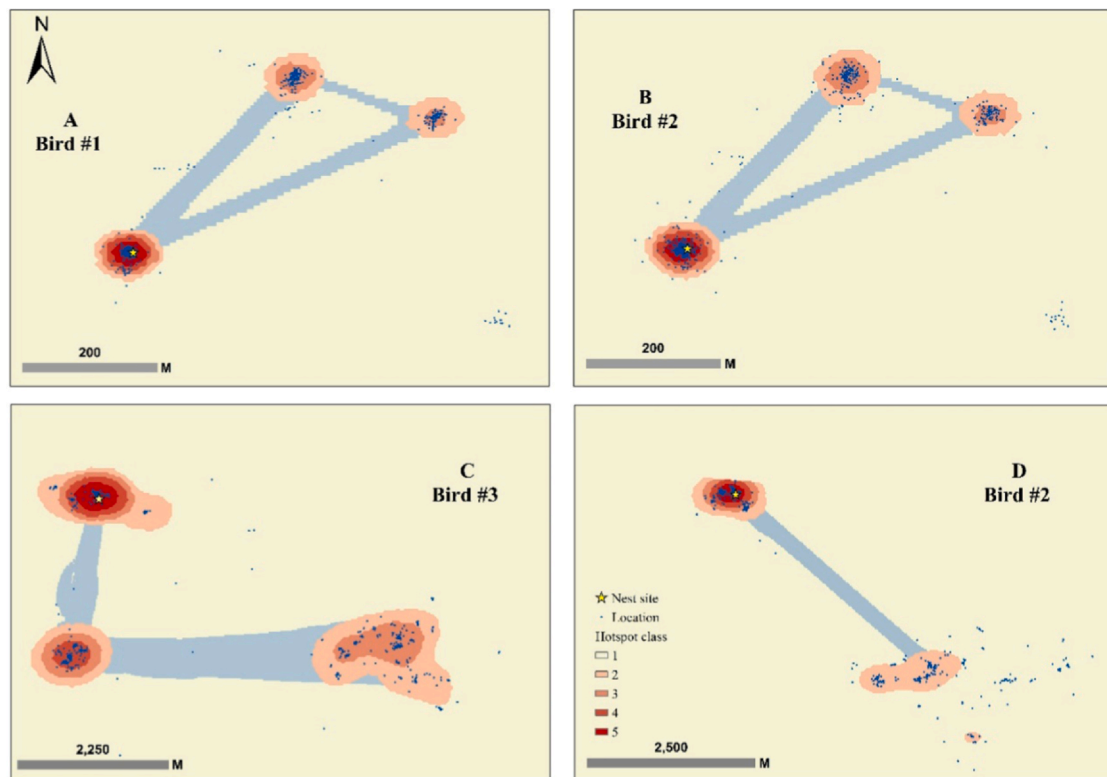 N
A
Bird #1
200
M
B
Bird #2
200
M
C
Bird #3
2,250
M
D
Bird #2
Nest site
Location
Hotspot class
1
2
3
4
5
2,500
M